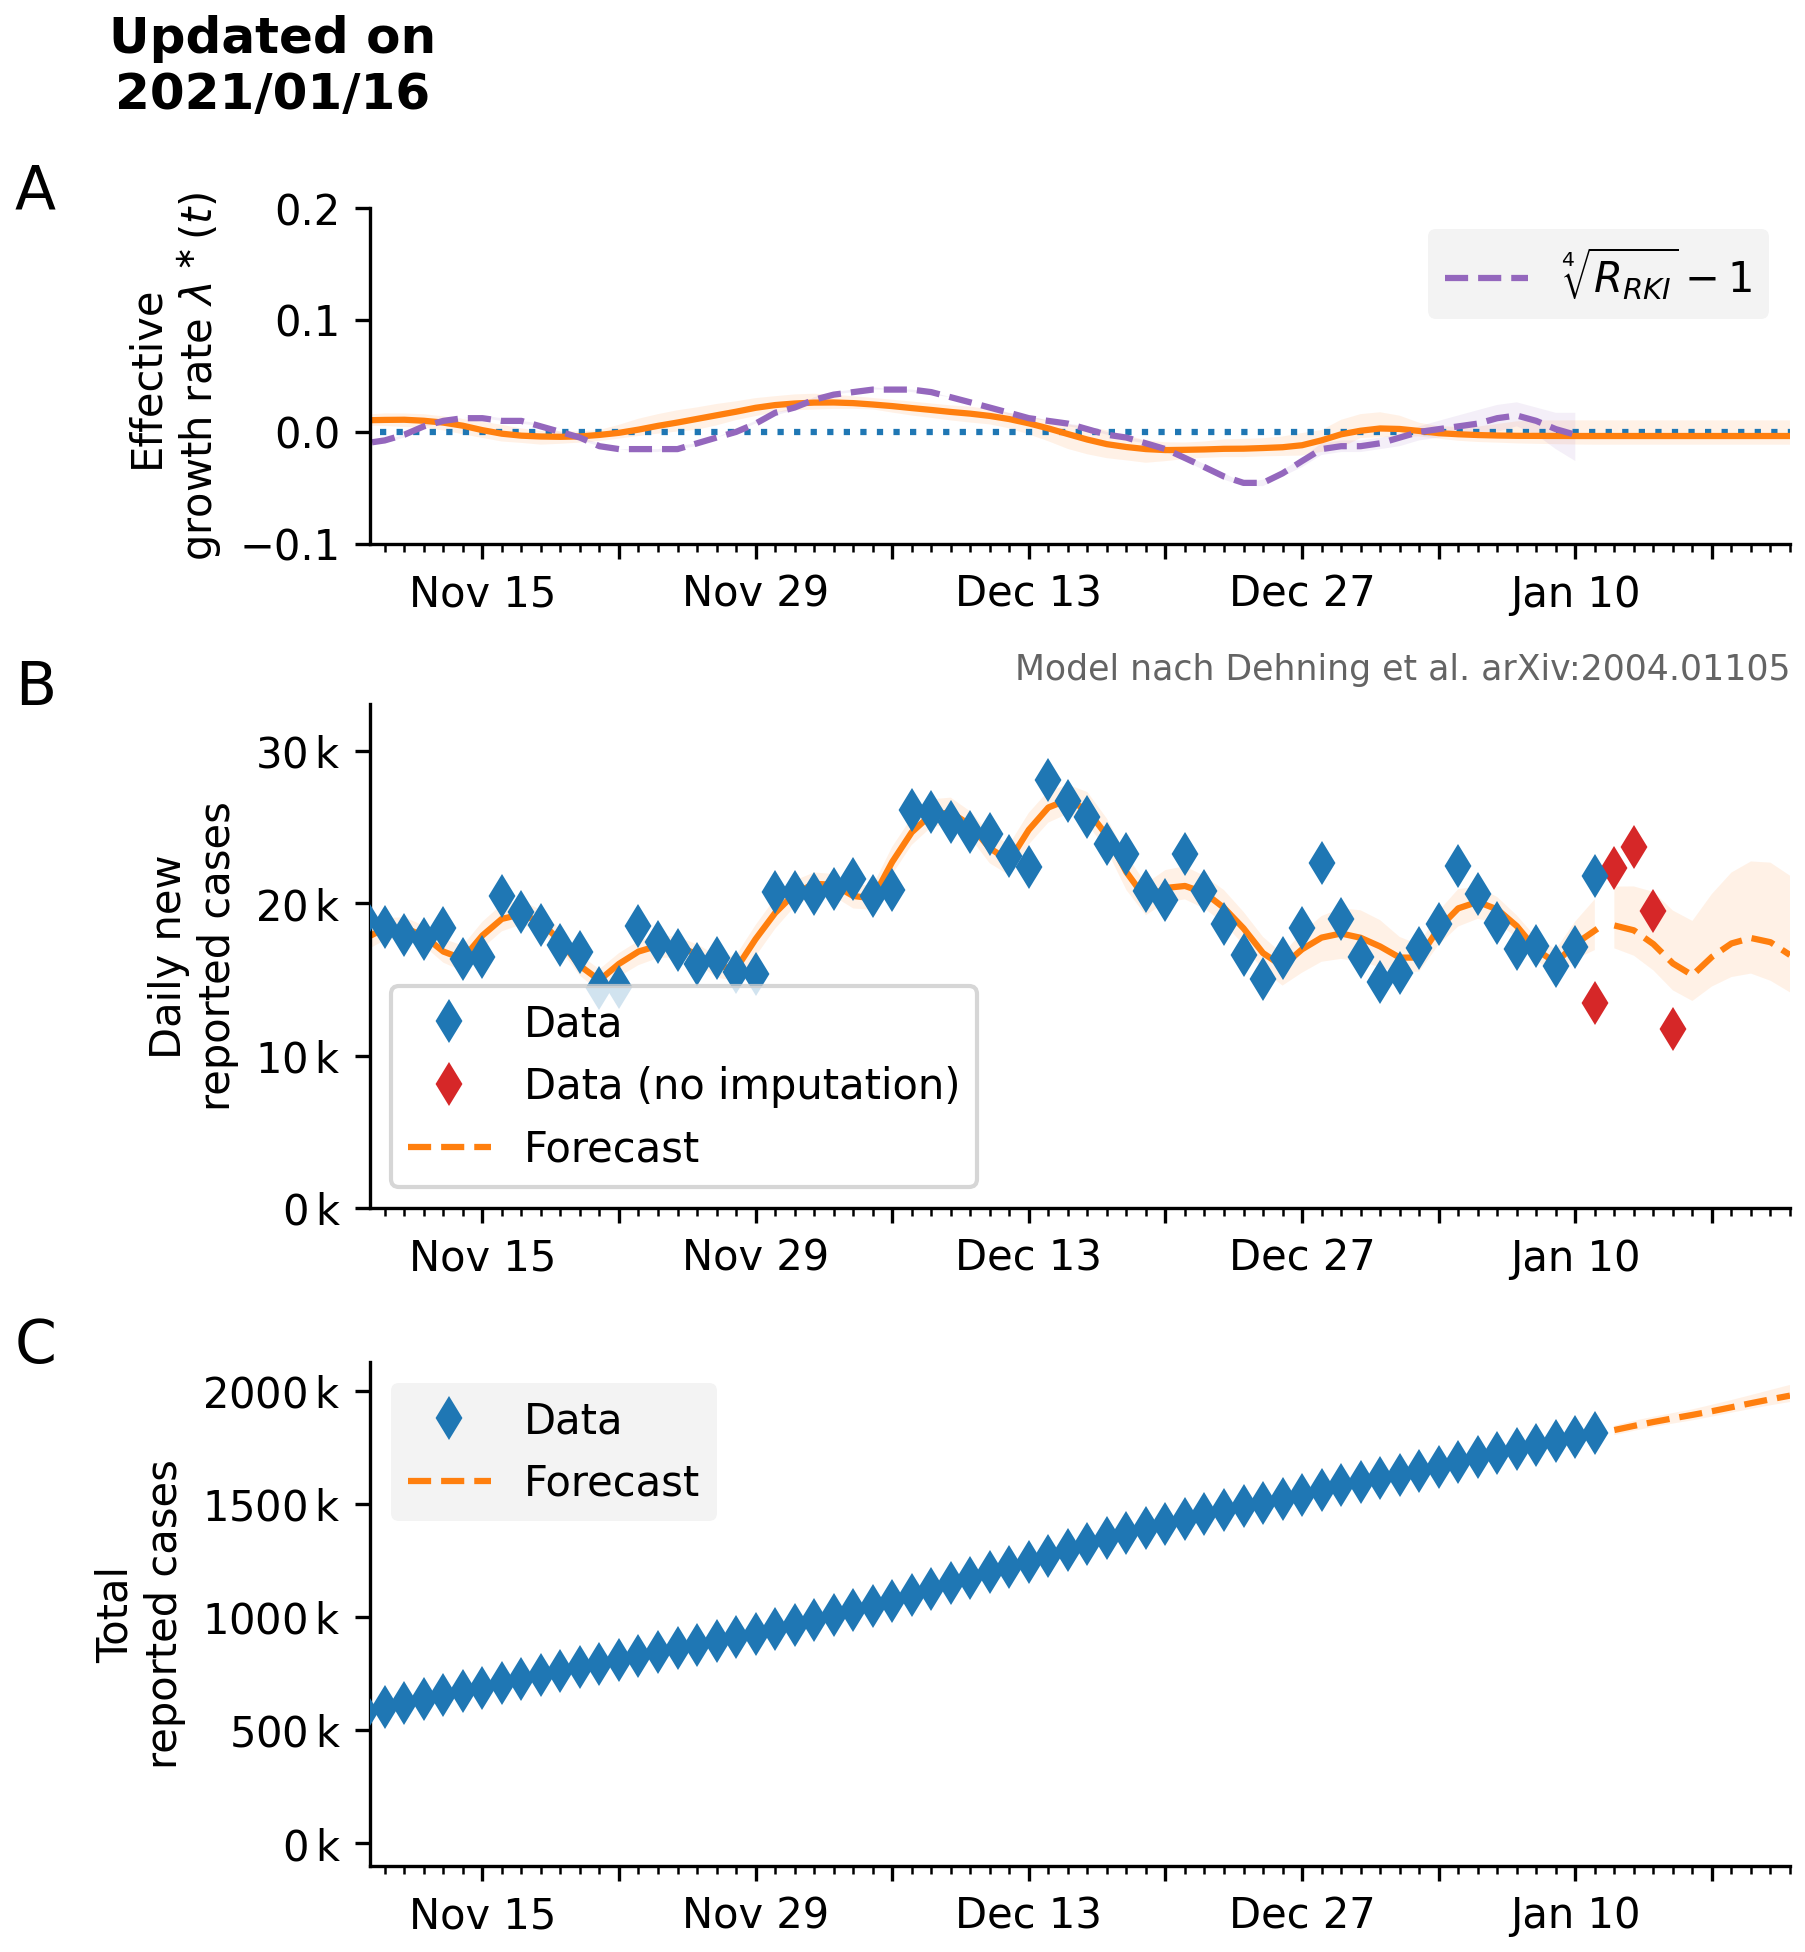 Updated on
2021/01/16
A
Effective
growth rate λ * (t)
0.2
0.1
0.0
−0.1
∜R_RKI − 1
Nov 15
Nov 29
Dec 13
Dec 27
Jan 10
Model nach Dehning et al. arXiv:2004.01105
B
Daily new
reported cases
30 k
20 k
10 k
0 k
Data
Data (no imputation)
Forecast
Nov 15
Nov 29
Dec 13
Dec 27
Jan 10
C
Total
reported cases
2000 k
1500 k
1000 k
500 k
0 k
Data
Forecast
Nov 15
Nov 29
Dec 13
Dec 27
Jan 10